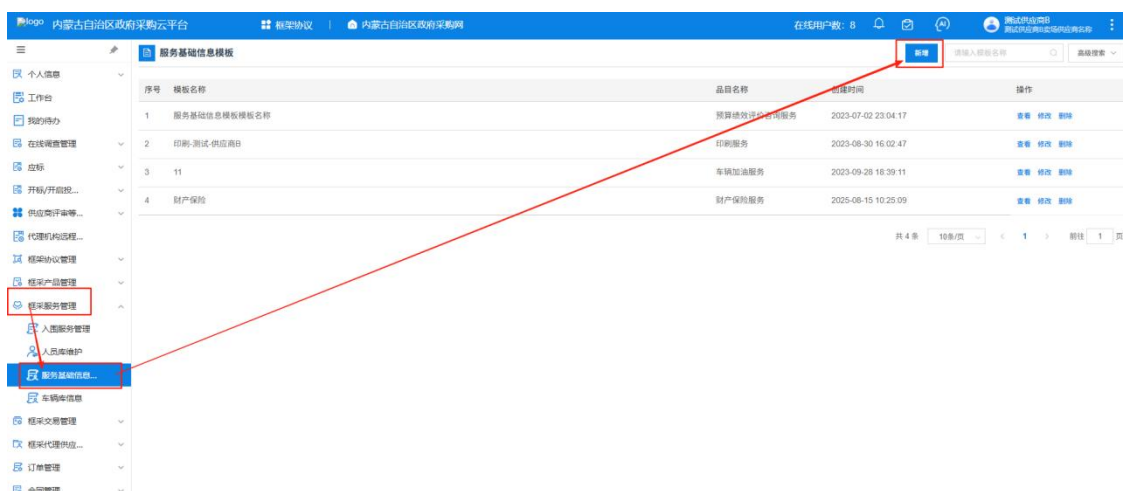 logo 内蒙古自治区政府采购云平台 框架协议 内蒙古自治区政府采购网 在线用户数: 8 AI 测试供应商B
测试供应商B卖场供应商名称
服务基础信息模板 新增 请输入模板名称 高级搜索
个人信息
工作台
我的待办
在线调查管理
应标
开标/开启投...
供应商评审等...
代理机构远程...
框架协议管理
框采产品管理
框采服务管理
入围服务管理
人员库维护
服务基础信息...
车辆库信息
框采交易管理
框采代理供应...
订单管理
合同管理
序号 模板名称 品目名称 创建时间 操作
1 服务基础信息模板模板名称 预算绩效评价咨询服务 2023-07-02 23:04:17 查看 修改 删除
2 印刷-测试-供应商B 印刷服务 2023-08-30 16:02:47 查看 修改 删除
3 11 车辆加油服务 2023-09-28 18:39:11 查看 修改 删除
4 财产保险 财产保险服务 2025-08-15 10:25:09 查看 修改 删除
共 4 条 10条/页 1 前往 1 页